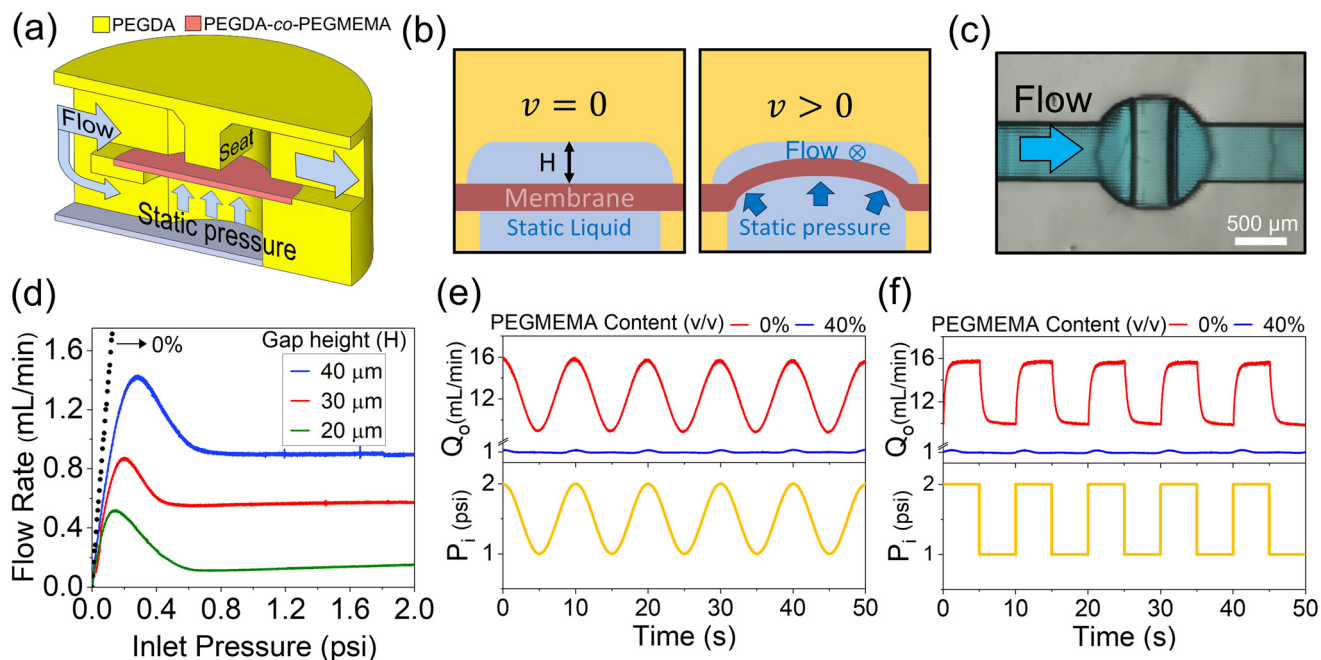 (a)
PEGDA PEGDA-co-PEGMEMA
Flow
Seat
Static pressure
(b)
v = 0
H
Membrane
Static Liquid
v > 0
Flow ⊗
Static pressure
(c)
Flow
500 μm
(d)
Flow Rate (mL/min)
1.6
1.2
0.8
0.4
0.0
→ 0%
Gap height (H)
40 μm
30 μm
20 μm
0.0 0.4 0.8 1.2 1.6 2.0
Inlet Pressure (psi)
(e)
PEGMEMA Content (v/v) 0% 40%
Qo (mL/min)
16
12
1
Pi (psi)
2
1
0 10 20 30 40 50
Time (s)
(f)
PEGMEMA Content (v/v) 0% 40%
Qo (mL/min)
16
12
1
Pi (psi)
2
1
0 10 20 30 40 50
Time (s)